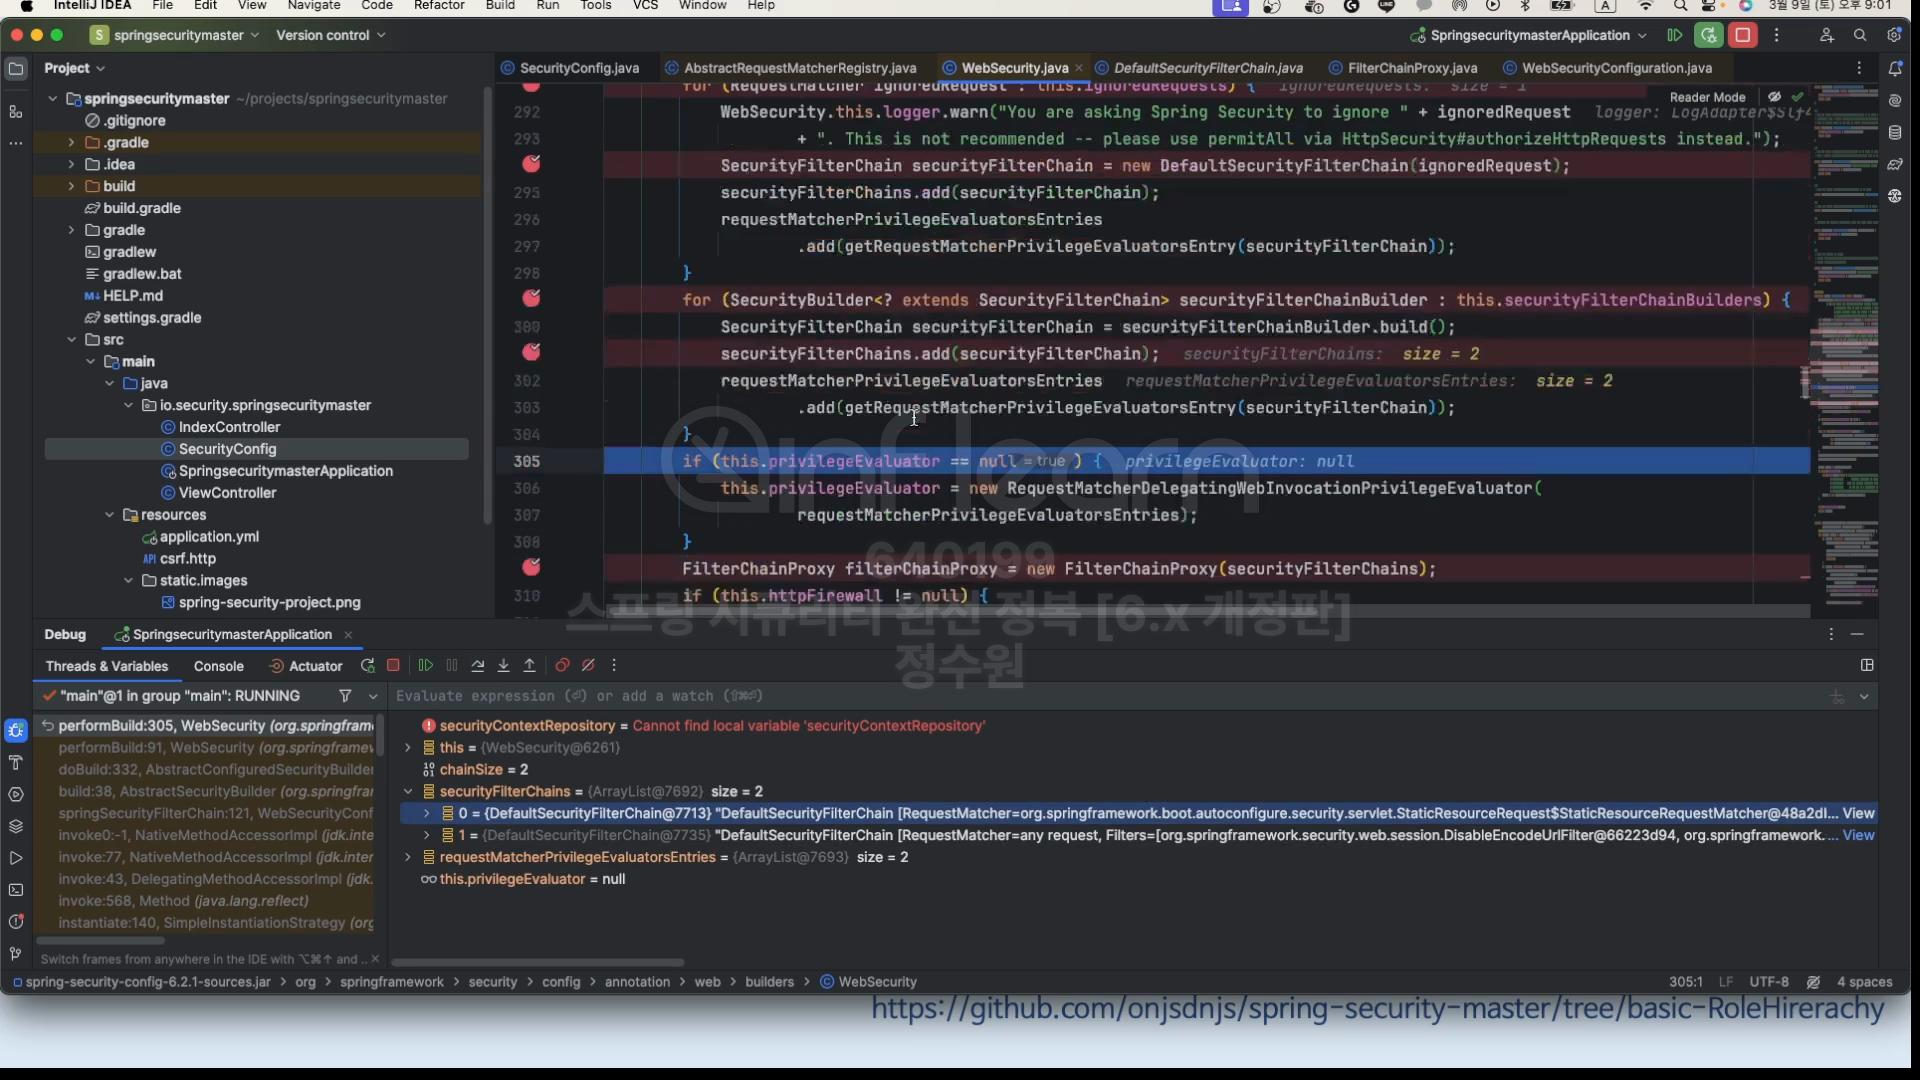 IntelliJ IDEA File Edit View Navigate Code Refactor Build Run Tools VCS Window Help 3월 9일 (토) 오후 9:01
springsecuritymaster Version control SpringsecuritymasterApplication
Project
SecurityConfig.java AbstractRequestMatcherRegistry.java WebSecurity.java DefaultSecurityFilterChain.java FilterChainProxy.java WebSecurityConfiguration.java
springsecuritymaster ~/projects/springsecuritymaster
.gitignore
.gradle
.idea
build
build.gradle
gradle
gradlew
gradlew.bat
HELP.md
settings.gradle
src
main
java
io.security.springsecuritymaster
IndexController
SecurityConfig
SpringsecuritymasterApplication
ViewController
resources
application.yml
csrf.http
static.images
spring-security-project.png
Reader Mode
for (RequestMatcher ignoredRequest : this.ignoredRequests) { ignoredRequests: size = 1
292 WebSecurity.this.logger.warn("You are asking Spring Security to ignore " + ignoredRequest logger: LogAdapter$Slf4
293 + ". This is not recommended -- please use permitAll via HttpSecurity#authorizeHttpRequests instead.");
SecurityFilterChain securityFilterChain = new DefaultSecurityFilterChain(ignoredRequest);
295 securityFilterChains.add(securityFilterChain);
296 requestMatcherPrivilegeEvaluatorsEntries
297 .add(getRequestMatcherPrivilegeEvaluatorsEntry(securityFilterChain));
298 }
for (SecurityBuilder<? extends SecurityFilterChain> securityFilterChainBuilder : this.securityFilterChainBuilders) {
300 SecurityFilterChain securityFilterChain = securityFilterChainBuilder.build();
securityFilterChains.add(securityFilterChain); securityFilterChains: size = 2
302 requestMatcherPrivilegeEvaluatorsEntries requestMatcherPrivilegeEvaluatorsEntries: size = 2
303 .add(getRequestMatcherPrivilegeEvaluatorsEntry(securityFilterChain));
304 }
305 if (this.privilegeEvaluator == null = true ) { privilegeEvaluator: null
306 this.privilegeEvaluator = new RequestMatcherDelegatingWebInvocationPrivilegeEvaluator(
307 requestMatcherPrivilegeEvaluatorsEntries);
308 }
FilterChainProxy filterChainProxy = new FilterChainProxy(securityFilterChains);
310 if (this.httpFirewall != null) {
inflearn
640199
스프링 시큐리티 완전 정복 [6.x 개정판]
정수원
Debug SpringsecuritymasterApplication
Threads & Variables Console Actuator
"main"@1 in group "main": RUNNING
Evaluate expression (⏎) or add a watch (⇧⌘⏎)
performBuild:305, WebSecurity (org.springfram
performBuild:91, WebSecurity (org.springframew
doBuild:332, AbstractConfiguredSecurityBuilder
build:38, AbstractSecurityBuilder (org.springfram
springSecurityFilterChain:121, WebSecurityConf
invoke0:-1, NativeMethodAccessorImpl (jdk.inter
invoke:77, NativeMethodAccessorImpl (jdk.intern
invoke:43, DelegatingMethodAccessorImpl (jdk.
invoke:568, Method (java.lang.reflect)
instantiate:140, SimpleInstantiationStrategy (org
Switch frames from anywhere in the IDE with ⌥⌘↑ and ..
securityContextRepository = Cannot find local variable 'securityContextRepository'
this = {WebSecurity@6261}
chainSize = 2
securityFilterChains = {ArrayList@7692} size = 2
0 = {DefaultSecurityFilterChain@7713} "DefaultSecurityFilterChain [RequestMatcher=org.springframework.boot.autoconfigure.security.servlet.StaticResourceRequest$StaticResourceRequestMatcher@48a2dl... View
1 = {DefaultSecurityFilterChain@7735} "DefaultSecurityFilterChain [RequestMatcher=any request, Filters=[org.springframework.security.web.session.DisableEncodeUrlFilter@66223d94, org.springframework.... View
requestMatcherPrivilegeEvaluatorsEntries = {ArrayList@7693} size = 2
this.privilegeEvaluator = null
spring-security-config-6.2.1-sources.jar > org > springframework > security > config > annotation > web > builders > WebSecurity 305:1 LF UTF-8 4 spaces
https://github.com/onjsdnjs/spring-security-master/tree/basic-RoleHirerachy